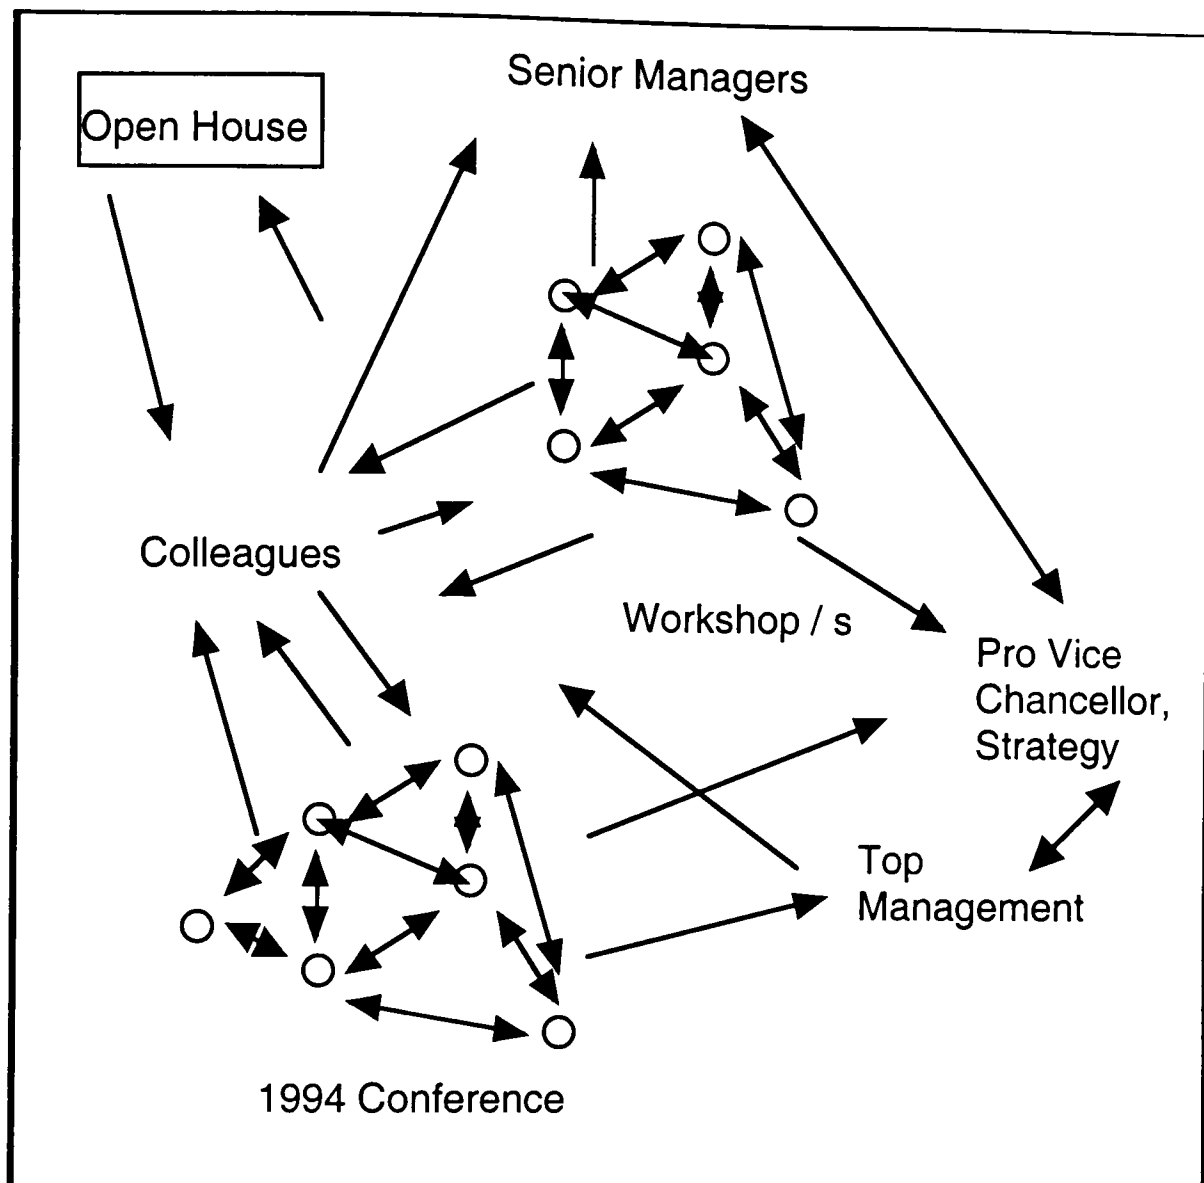 Senior Managers
Open House
Colleagues
Workshop / s
Pro Vice
Chancellor,
Strategy
Top
Management
1994 Conference